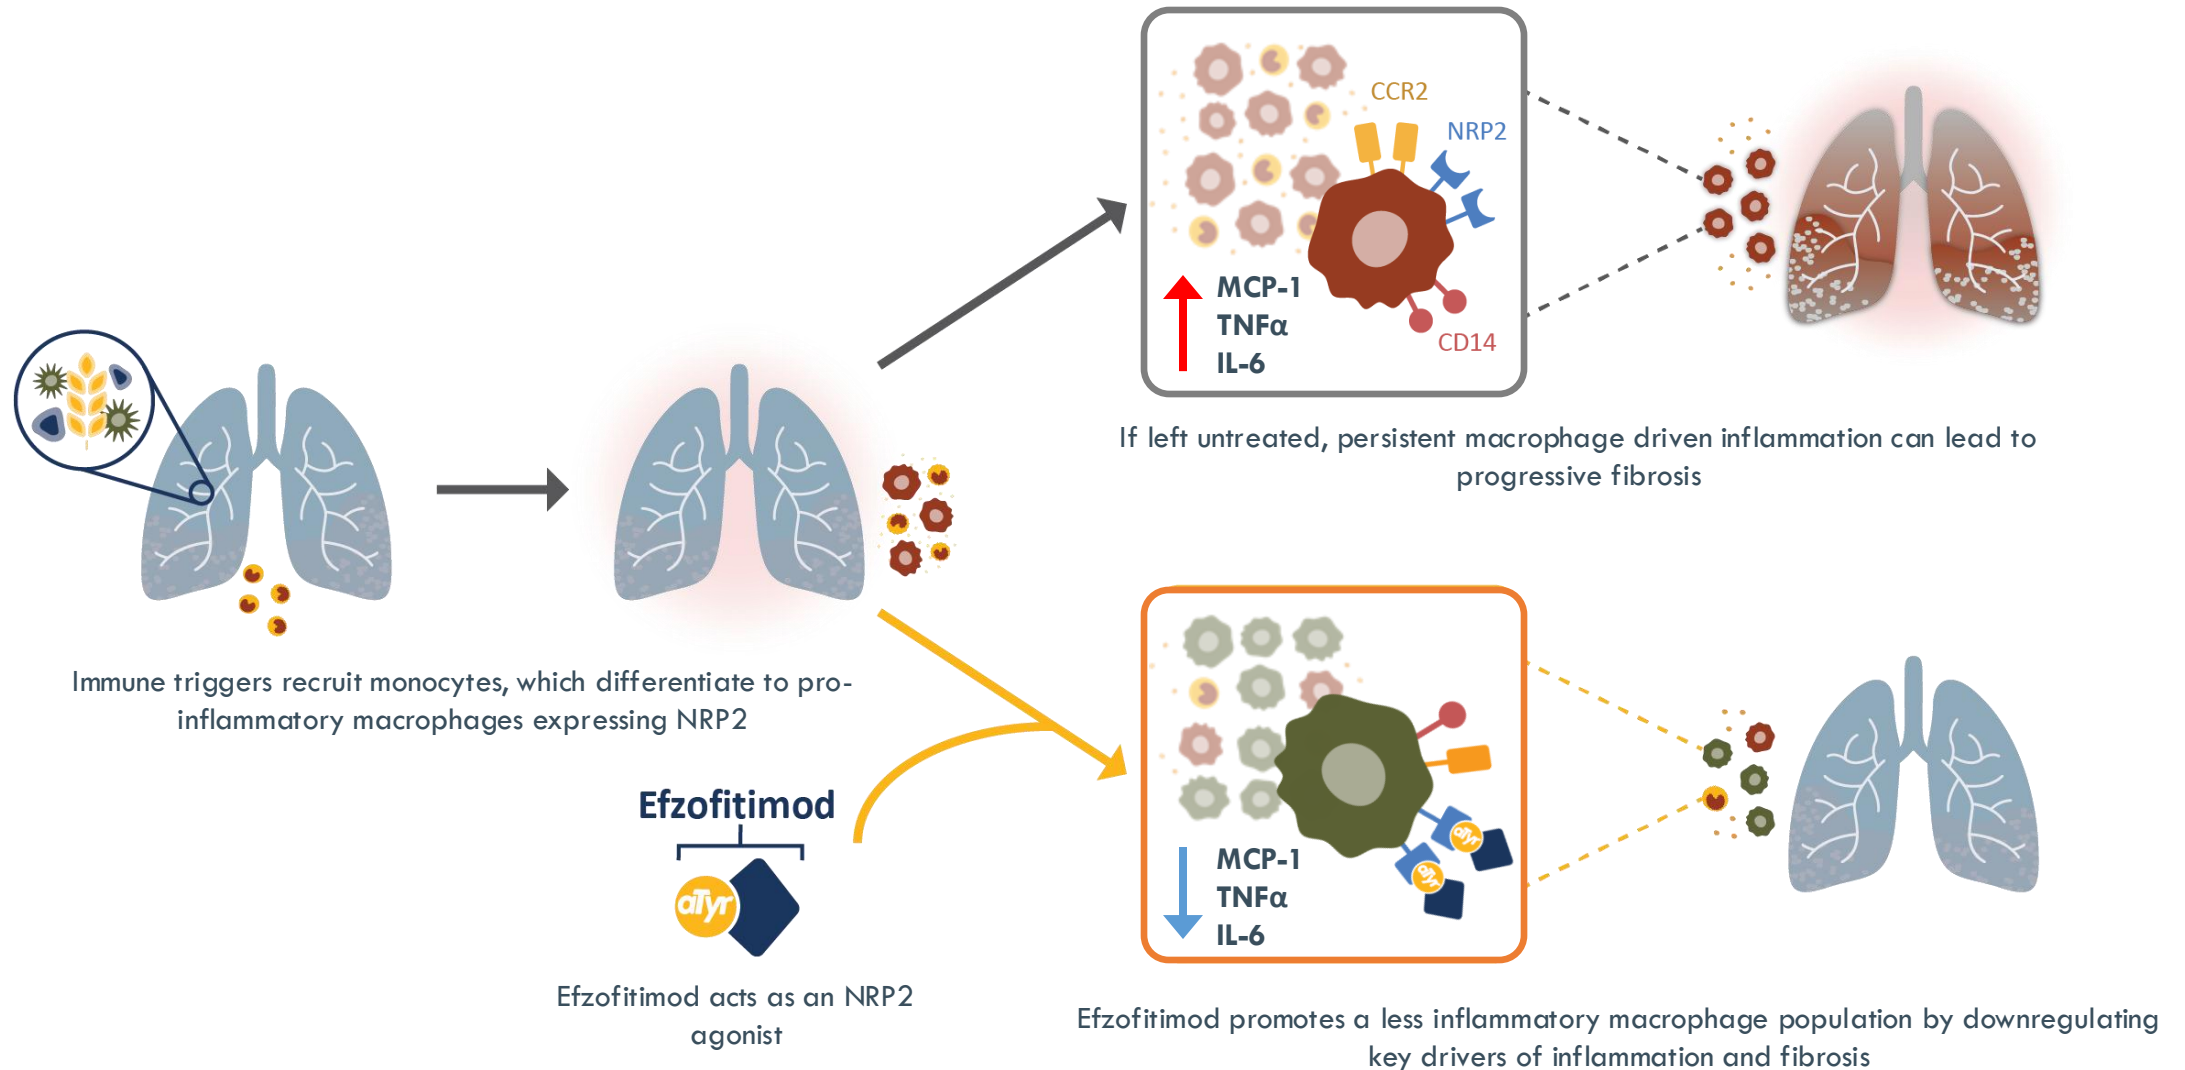 CCR2
NRP2
MCP-1
TNFα
IL-6
CD14
If left untreated, persistent macrophage driven inflammation can lead to
progressive fibrosis
Immune triggers recruit monocytes, which differentiate to pro-
inflammatory macrophages expressing NRP2
Efzofitimod
aTyr
Efzofitimod acts as an NRP2
agonist
aTyr
aTyr
MCP-1
TNFα
IL-6
Efzofitimod promotes a less inflammatory macrophage population by downregulating
key drivers of inflammation and fibrosis